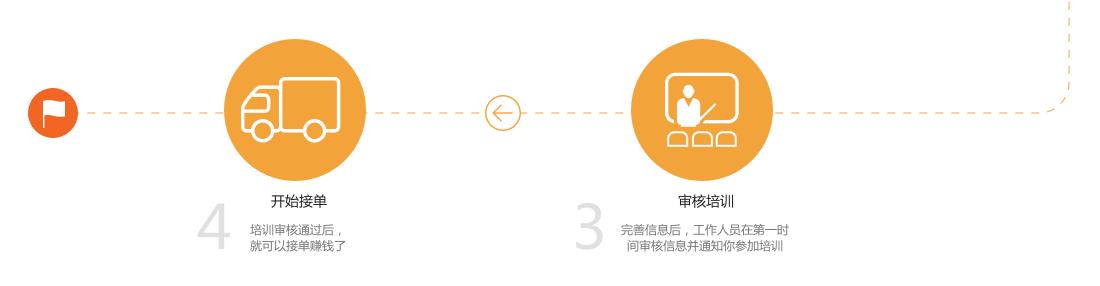 4
开始接单
培训审核通过后，
就可以接单赚钱了
3
审核培训
完善信息后，工作人员在第一时
间审核信息并通知你参加培训